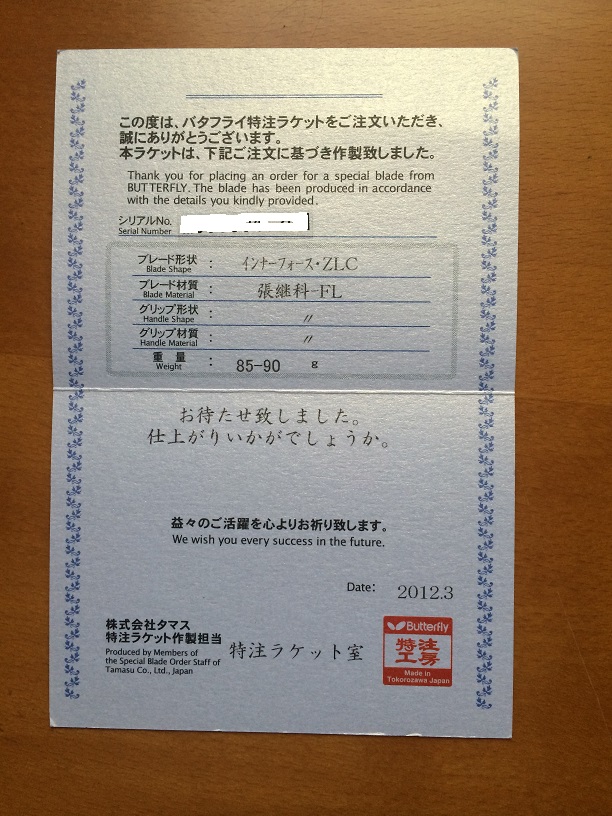 この度は、バタフライ特注ラケットをご注文いただき、
誠にありがとうございます。
本ラケットは、下記ご注文に基づき作製致しました。
Thank you for placing an order for a special blade from
BUTTERFLY. The blade has been produced in accordance
with the details you kindly provided.
シリアルNo.
Serial Number
ブレード形状 : インナーフォース・ZLC
Blade Shape
ブレード材質 : 張継科-FL
Blade Material
グリップ形状 : 〃
Handle Shape
グリップ材質 : 〃
Handle Material
重量 : 85-90 g
Weight
お待たせ致しました。
仕上がりいかがでしょうか。
益々のご活躍を心よりお祈り致します。
We wish you every success in the future.
Date: 2012.3
株式会社タマス
特注ラケット作製担当
Produced by Members of
the Special Blade Order Staff of
Tamasu Co., Ltd., Japan
特注ラケット室
Butterfly
特注
工房
Made in
Tokorozawa Japan